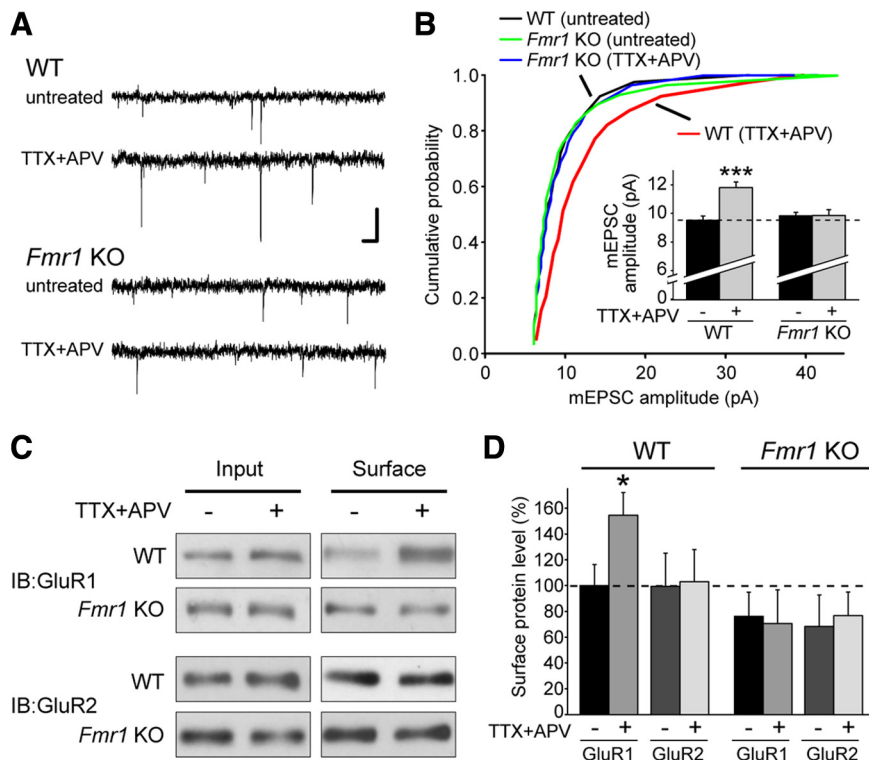 A
WT
untreated
TTX+APV
Fmr1 KO
untreated
TTX+APV
B
WT (untreated)
Fmr1 KO (untreated)
Fmr1 KO (TTX+APV)
WT (TTX+APV)
Cumulative probability
1.0
0.8
0.6
0.4
0.2
0.0
0 10 20 30 40
mEPSC amplitude (pA)
mEPSC
amplitude (pA)
12
10
8
6
0
***
TTX+APV - + - +
WT Fmr1 KO
C
Input Surface
TTX+APV - + - +
IB:GluR1
WT
Fmr1 KO
IB:GluR2
WT
Fmr1 KO
D
WT Fmr1 KO
Surface protein level (%)
160
140
120
100
80
60
40
20
0
*
TTX+APV - + - + - + - +
GluR1 GluR2 GluR1 GluR2